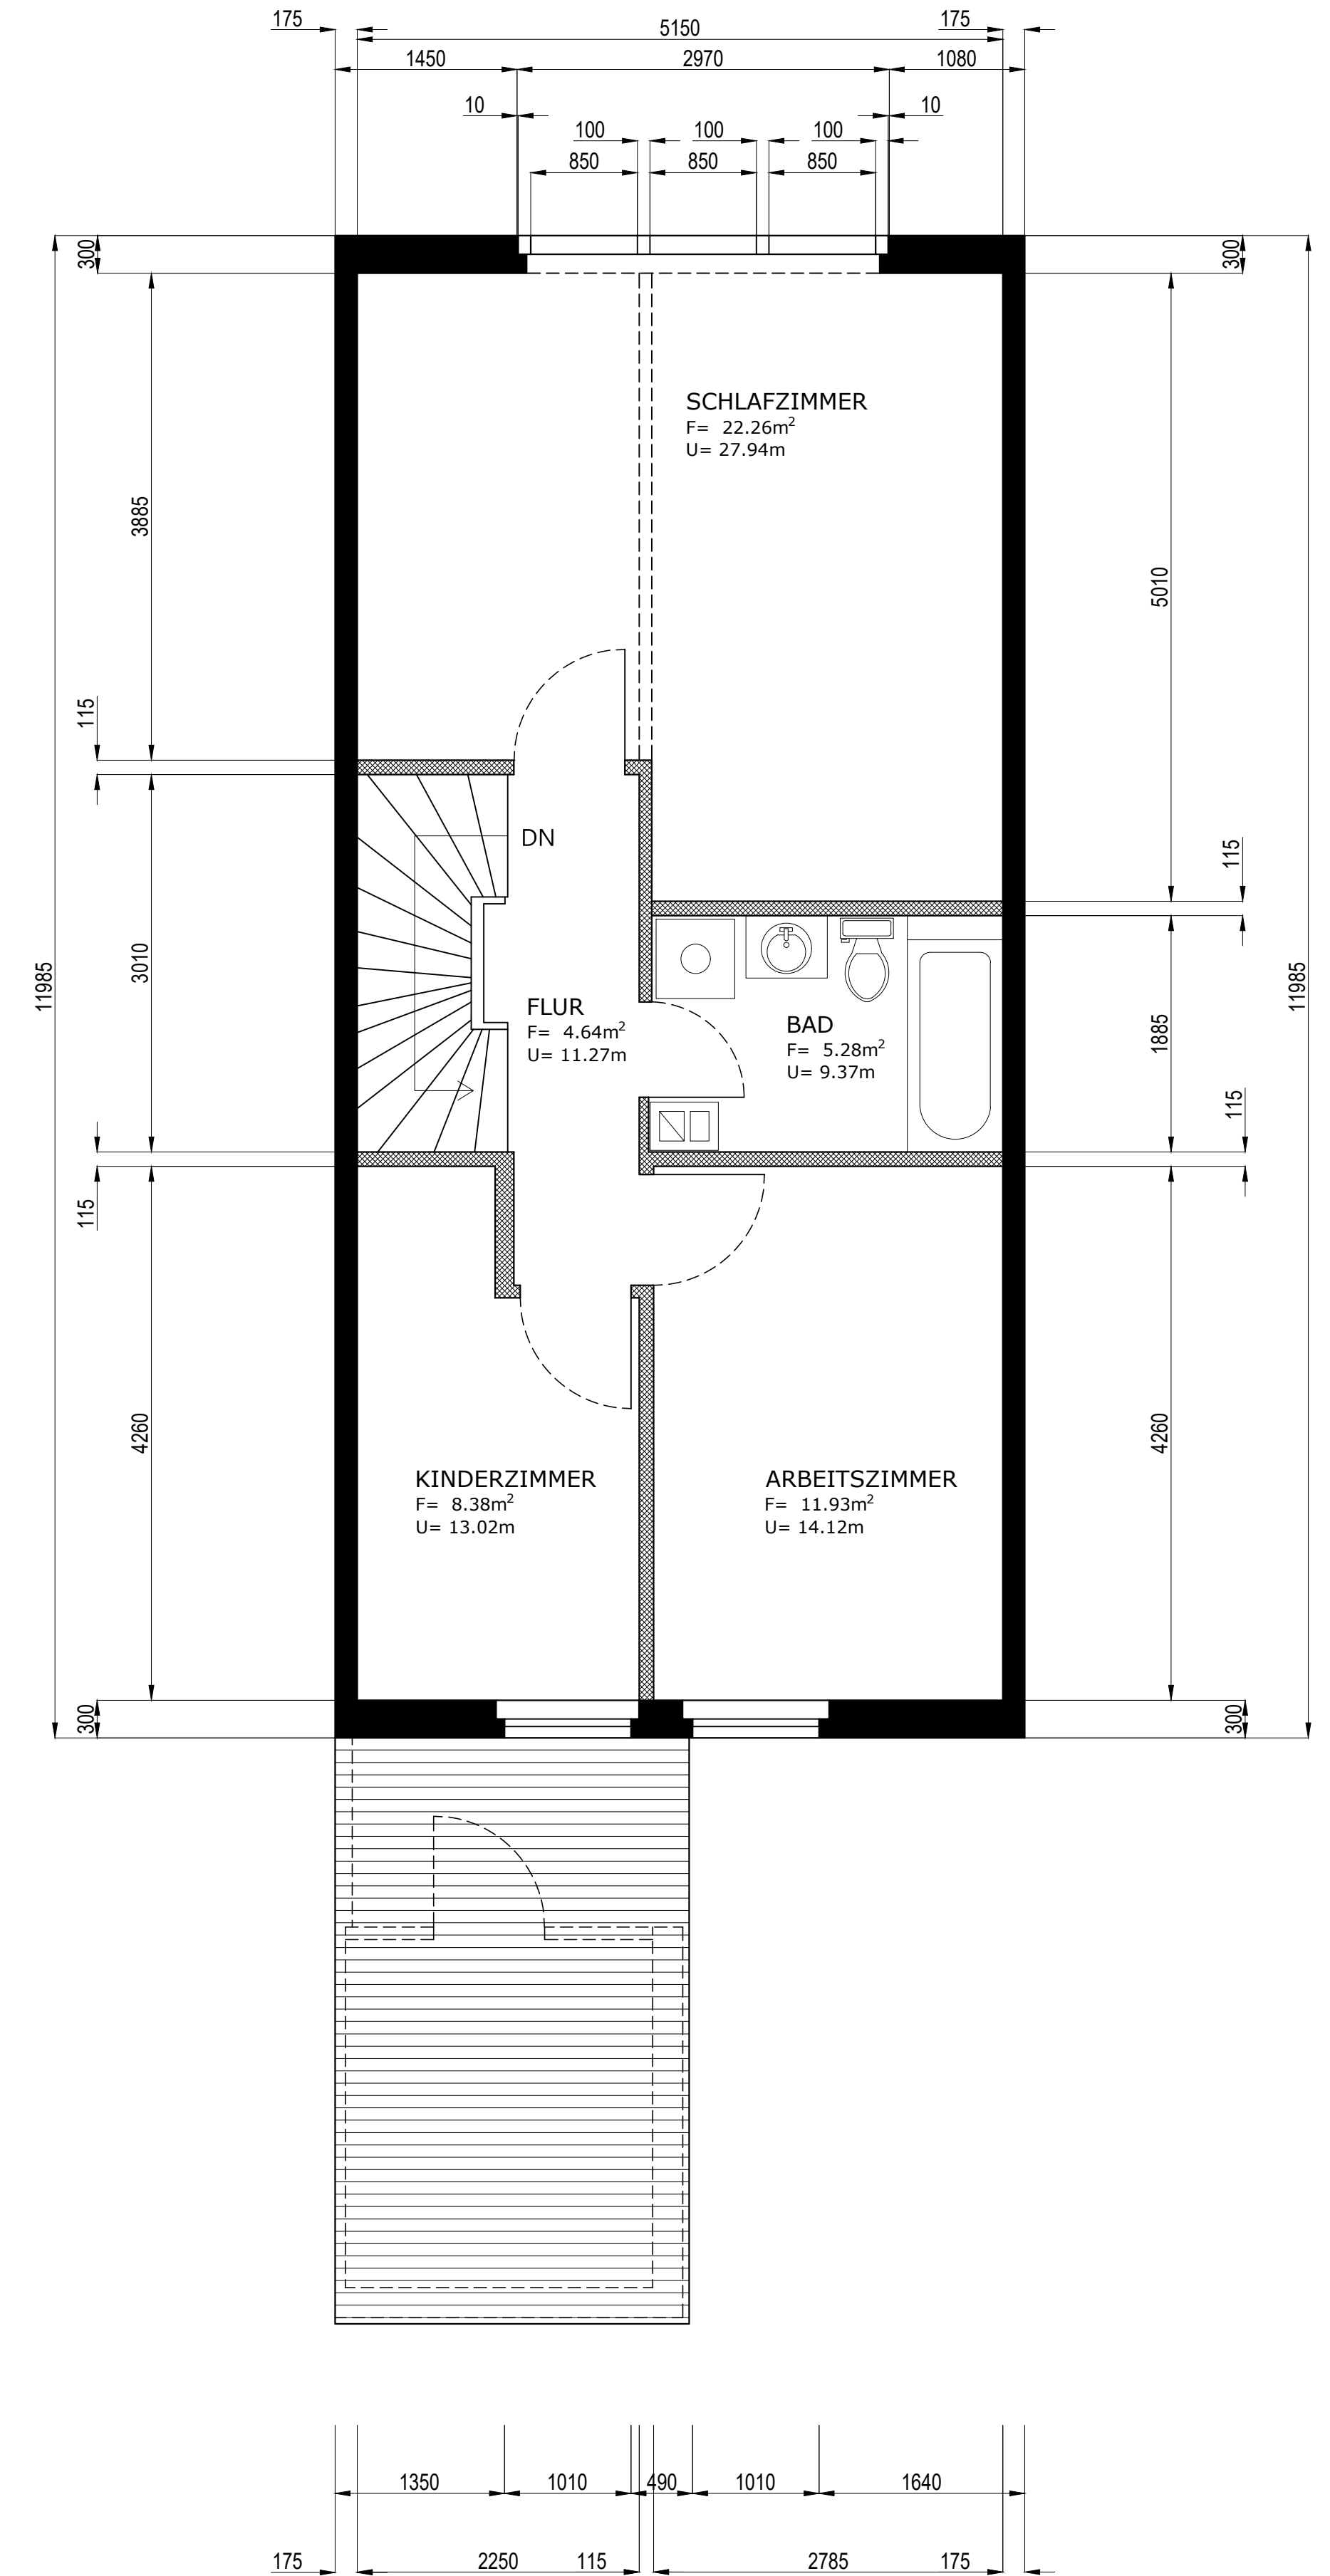 175
5150
175
1450
2970
1080
10
10
100
100
100
850
850
850
300
300
SCHLAFZIMMER
F= 22.26m²
U= 27.94m
3885
5010
115
115
DN
11985
3010
FLUR
F= 4.64m²
U= 11.27m
BAD
F= 5.28m²
U= 9.37m
1885
11985
115
115
4260
4260
KINDERZIMMER
F= 8.38m²
U= 13.02m
ARBEITSZIMMER
F= 11.93m²
U= 14.12m
300
300
1350
1010
490
1010
1640
175
2250
115
2785
175